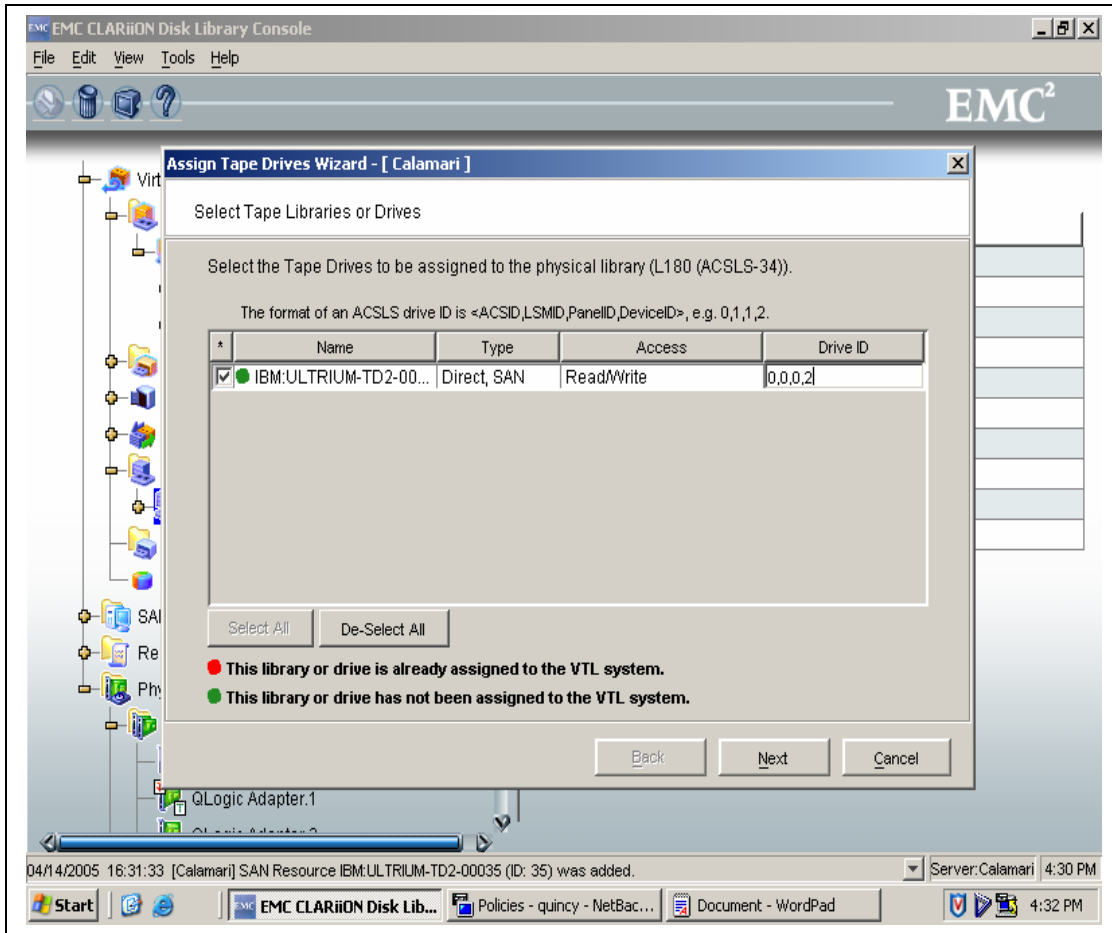 EMC EMC CLARiiON Disk Library Console
File Edit View Tools Help
EMC²
Assign Tape Drives Wizard - [ Calamari ]
Virt
Select Tape Libraries or Drives
Select the Tape Drives to be assigned to the physical library (L180 (ACSLS-34)).
The format of an ACSLS drive ID is <ACSID,LSMID,PanelID,DeviceID>, e.g. 0,1,1,2.
* Name Type Access Drive ID
IBM:ULTRIUM-TD2-00... Direct, SAN Read/Write 0,0,0,2
SAI
Select All De-Select All
Re
This library or drive is already assigned to the VTL system.
Phy
This library or drive has not been assigned to the VTL system.
Back Next Cancel
QLogic Adapter.1
04/14/2005 16:31:33 [Calamari] SAN Resource IBM:ULTRIUM-TD2-00035 (ID: 35) was added.
Server:Calamari 4:30 PM
Start EMC EMC CLARiiON Disk Lib... Policies - quincy - NetBac... Document - WordPad 4:32 PM